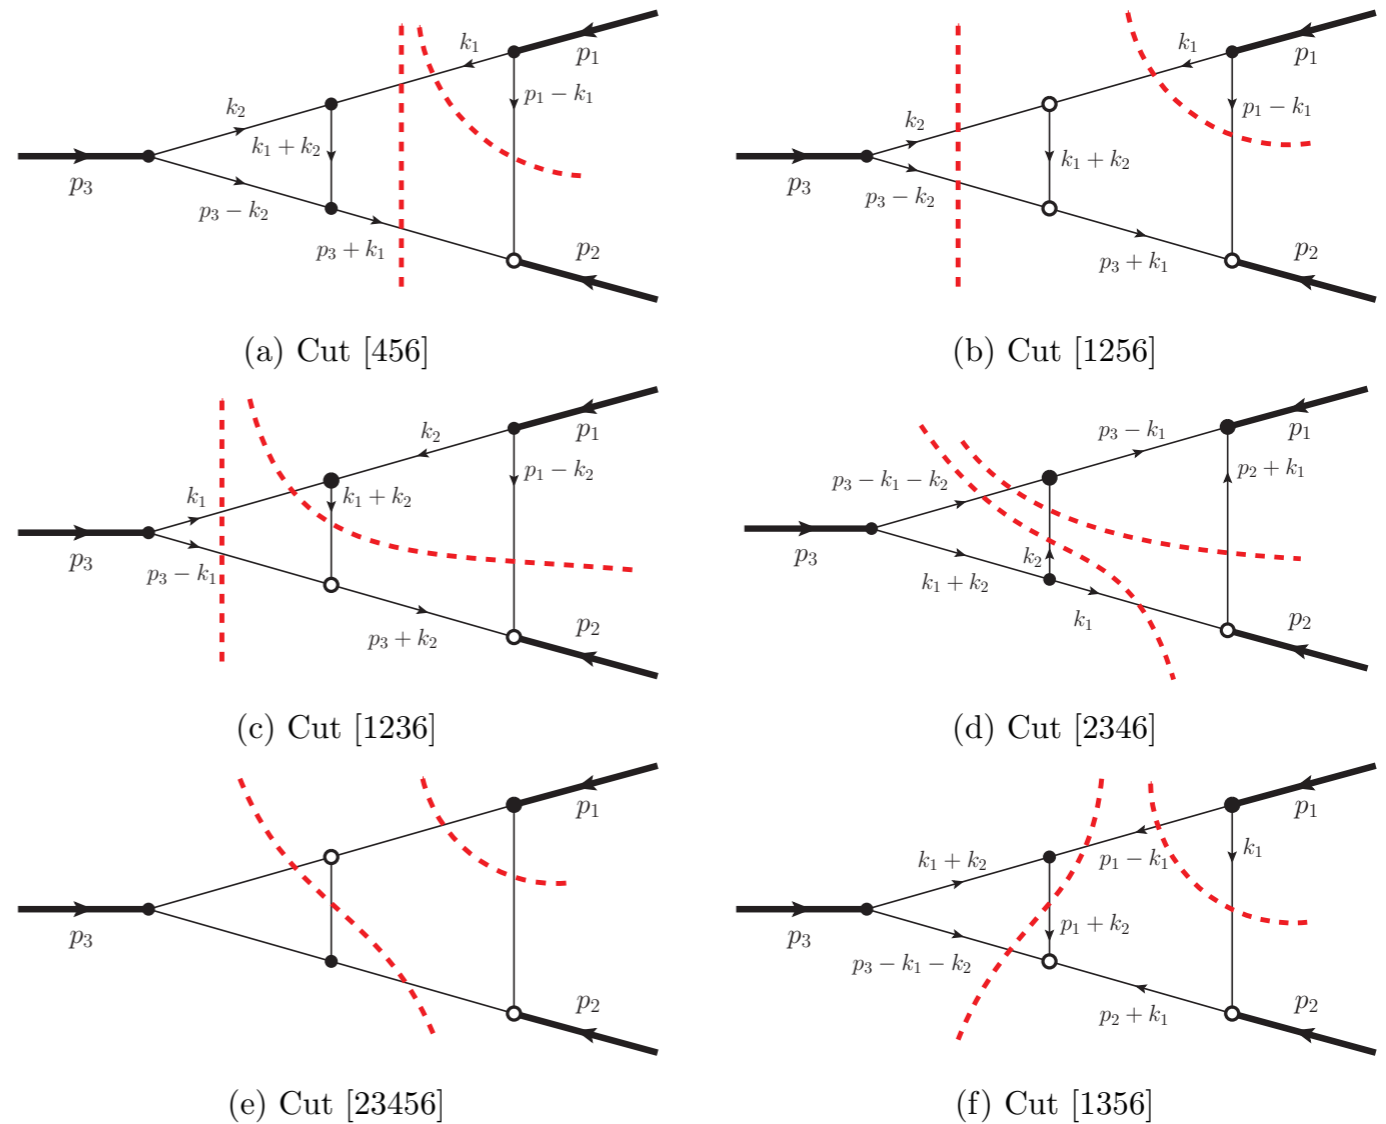 k₁
p₁
p₁ − k₁
k₂
k₁ + k₂
p₃
p₃ − k₂
p₃ + k₁
p₂
(a) Cut [456]
k₁
p₁
p₁ − k₁
k₂
k₁ + k₂
p₃
p₃ − k₂
p₃ + k₁
p₂
(b) Cut [1256]
k₂
p₁
p₁ − k₂
k₁
k₁ + k₂
p₃
p₃ − k₁
p₃ + k₂
p₂
(c) Cut [1236]
p₃ − k₁
p₁
p₂ + k₁
p₃ − k₁ − k₂
p₃
k₂
k₁ + k₂
k₁
p₂
(d) Cut [2346]
p₁
p₃
p₂
(e) Cut [23456]
p₁
k₁
k₁ + k₂
p₁ − k₁
p₃
p₁ + k₂
p₃ − k₁ − k₂
p₂ + k₁
p₂
(f) Cut [1356]